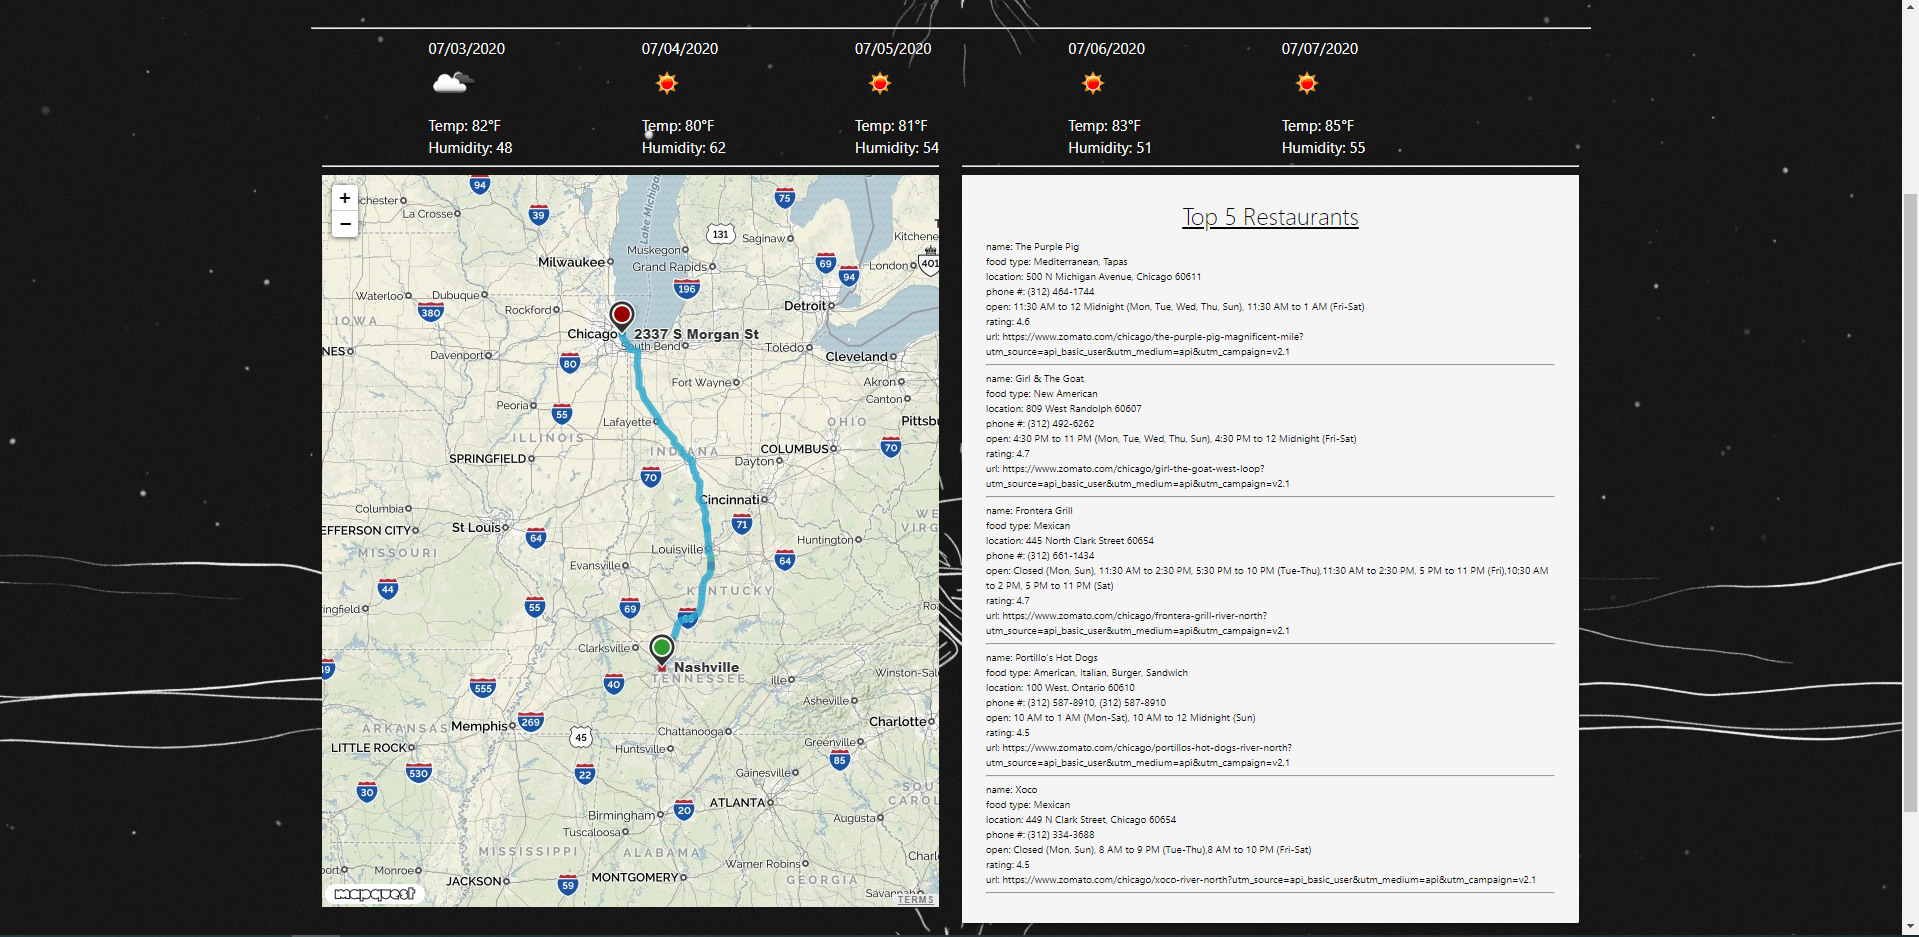 07/03/2020 07/04/2020 07/05/2020 07/06/2020 07/07/2020
Temp: 82°F Temp: 80°F Temp: 81°F Temp: 83°F Temp: 85°F
Humidity: 48 Humidity: 62 Humidity: 54 Humidity: 51 Humidity: 55
+
−
94
chester
La Crosse
39
Lake Michigan
75
131
Saginaw
Kitchene
Muskegon
Grand Rapids
Milwaukee
69
94
London
401
Waterloo
Dubuque
196
Detroit
IOWA
380
Rockford
Chicago
2337 S Morgan St
South Bend
Toledo
NES
Davenport
80
Cleveland
Fort Wayne
Akron
Canton
Peoria
55
Lafayette
OHIO
Pittsbu
ILLINOIS
INDIANA
COLUMBUS
70
SPRINGFIELD
Dayton
70
Cincinnati
Columbia
EFFERSON CITY
St Louis
71
WE
VIRG
64
Huntington
MISSOURI
Louisville
64
Evansville
44
KENTUCKY
ingfield
55
69
65
Roa
Clarksville
Nashville
TENNESSEE
49
555
40
ille
Winston-Sal
Asheville
ARKANSAS
Memphis
269
45
Chattanooga
Charlotte
LITTLE ROCK
Huntsville
Greenville
530
22
85
30
Gainesville
SOU
CAROL
ATLANTA
20
Birmingham
Augusta
Tuscaloosa
MISSISSIPPI
ALABAMA
Charl
Warner Robins
port
Monroe
JACKSON
59
MONTGOMERY
GEORGIA
Savannah
mapquest
TERMS
Top 5 Restaurants
name: The Purple Pig
food type: Mediterranean, Tapas
location: 500 N Michigan Avenue, Chicago 60611
phone #: (312) 464-1744
open: 11:30 AM to 12 Midnight (Mon, Tue, Wed, Thu, Sun), 11:30 AM to 1 AM (Fri-Sat)
rating: 4.6
url: https://www.zomato.com/chicago/the-purple-pig-magnificent-mile?
utm_source=api_basic_user&utm_medium=api&utm_campaign=v2.1
name: Girl & The Goat
food type: New American
location: 809 West Randolph 60607
phone #: (312) 492-6262
open: 4:30 PM to 11 PM (Mon, Tue, Wed, Thu, Sun), 4:30 PM to 12 Midnight (Fri-Sat)
rating: 4.7
url: https://www.zomato.com/chicago/girl-the-goat-west-loop?
utm_source=api_basic_user&utm_medium=api&utm_campaign=v2.1
name: Frontera Grill
food type: Mexican
location: 445 North Clark Street 60654
phone #: (312) 661-1434
open: Closed (Mon, Sun), 11:30 AM to 2:30 PM, 5:30 PM to 10 PM (Tue-Thu),11:30 AM to 2:30 PM, 5 PM to 11 PM (Fri),10:30 AM
to 2 PM, 5 PM to 11 PM (Sat)
rating: 4.7
url: https://www.zomato.com/chicago/frontera-grill-river-north?
utm_source=api_basic_user&utm_medium=api&utm_campaign=v2.1
name: Portillo's Hot Dogs
food type: American, Italian, Burger, Sandwich
location: 100 West. Ontario 60610
phone #: (312) 587-8910, (312) 587-8910
open: 10 AM to 1 AM (Mon-Sat), 10 AM to 12 Midnight (Sun)
rating: 4.5
url: https://www.zomato.com/chicago/portillos-hot-dogs-river-north?
utm_source=api_basic_user&utm_medium=api&utm_campaign=v2.1
name: Xoco
food type: Mexican
location: 449 N Clark Street, Chicago 60654
phone #: (312) 334-3688
open: Closed (Mon, Sun), 8 AM to 9 PM (Tue-Thu),8 AM to 10 PM (Fri-Sat)
rating: 4.5
url: https://www.zomato.com/chicago/xoco-river-north?utm_source=api_basic_user&utm_medium=api&utm_campaign=v2.1